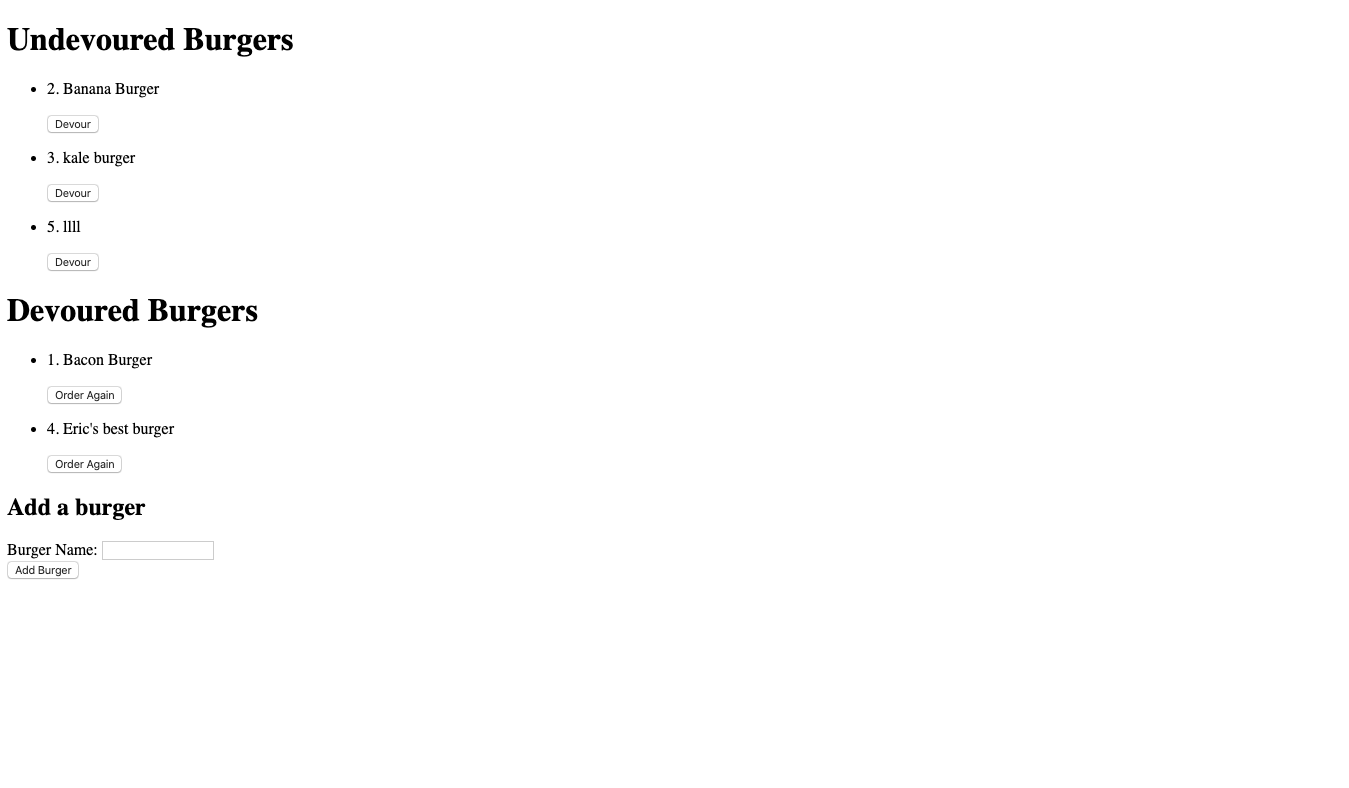 Undevoured Burgers
2. Banana Burger
Devour
3. kale burger
Devour
5. llll
Devour
Devoured Burgers
1. Bacon Burger
Order Again
4. Eric's best burger
Order Again
Add a burger
Burger Name:
Add Burger